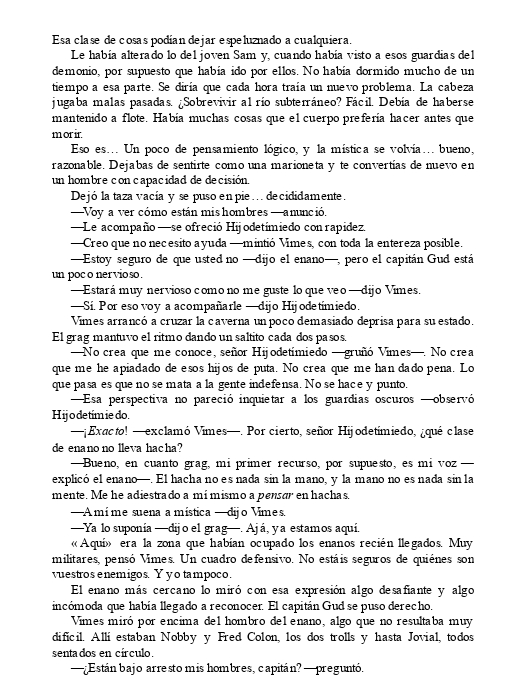 Esa clase de cosas podían dejar espeluznado a cualquiera.
Le había alterado lo del joven Sam y, cuando había visto a esos guardias del
demonio, por supuesto que había ido por ellos. No había dormido mucho de un
tiempo a esa parte. Se diría que cada hora traía un nuevo problema. La cabeza
jugaba malas pasadas. ¿Sobrevivir al río subterráneo? Fácil. Debía de haberse
mantenido a flote. Había muchas cosas que el cuerpo prefería hacer antes que
morir.
Eso es… Un poco de pensamiento lógico, y la mística se volvía… bueno,
razonable. Dejabas de sentirte como una marioneta y te convertías de nuevo en
un hombre con capacidad de decisión.
Dejó la taza vacía y se puso en pie… decididamente.
—Voy a ver cómo están mis hombres —anunció.
—Le acompaño —se ofreció Hijodetímiedo con rapidez.
—Creo que no necesito ayuda —mintió Vimes, con toda la entereza posible.
—Estoy seguro de que usted no —dijo el enano—, pero el capitán Gud está
un poco nervioso.
—Estará muy nervioso como no me guste lo que veo —dijo Vimes.
—Sí. Por eso voy a acompañarle —dijo Hijodetímiedo.
Vimes arrancó a cruzar la caverna un poco demasiado deprisa para su estado.
El grag mantuvo el ritmo dando un saltito cada dos pasos.
—No crea que me conoce, señor Hijodetímiedo —gruñó Vimes—. No crea
que me he apiadado de esos hijos de puta. No crea que me han dado pena. Lo
que pasa es que no se mata a la gente indefensa. No se hace y punto.
—Esa perspectiva no pareció inquietar a los guardias oscuros —observó
Hijodetímiedo.
—¡Exacto! —exclamó Vimes—. Por cierto, señor Hijodetímiedo, ¿qué clase
de enano no lleva hacha?
—Bueno, en cuanto grag, mi primer recurso, por supuesto, es mi voz —
explicó el enano—. El hacha no es nada sin la mano, y la mano no es nada sin la
mente. Me he adiestrado a mí mismo a pensar en hachas.
—A mí me suena a mística —dijo Vimes.
—Ya lo suponía —dijo el grag—. Ajá, ya estamos aquí.
«Aquí» era la zona que habían ocupado los enanos recién llegados. Muy
militares, pensó Vimes. Un cuadro defensivo. No estáis seguros de quiénes son
vuestros enemigos. Y yo tampoco.
El enano más cercano lo miró con esa expresión algo desafiante y algo
incómoda que había llegado a reconocer. El capitán Gud se puso derecho.
Vimes miró por encima del hombro del enano, algo que no resultaba muy
difícil. Allí estaban Nobby y Fred Colon, los dos trolls y hasta Jovial, todos
sentados en círculo.
—¿Están bajo arresto mis hombres, capitán? —preguntó.